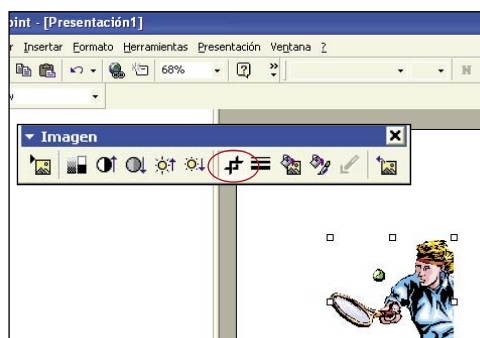 oint - [Presentación1]
r Insertar Formato Herramientas Presentación Ventana ?
68% N
Imagen